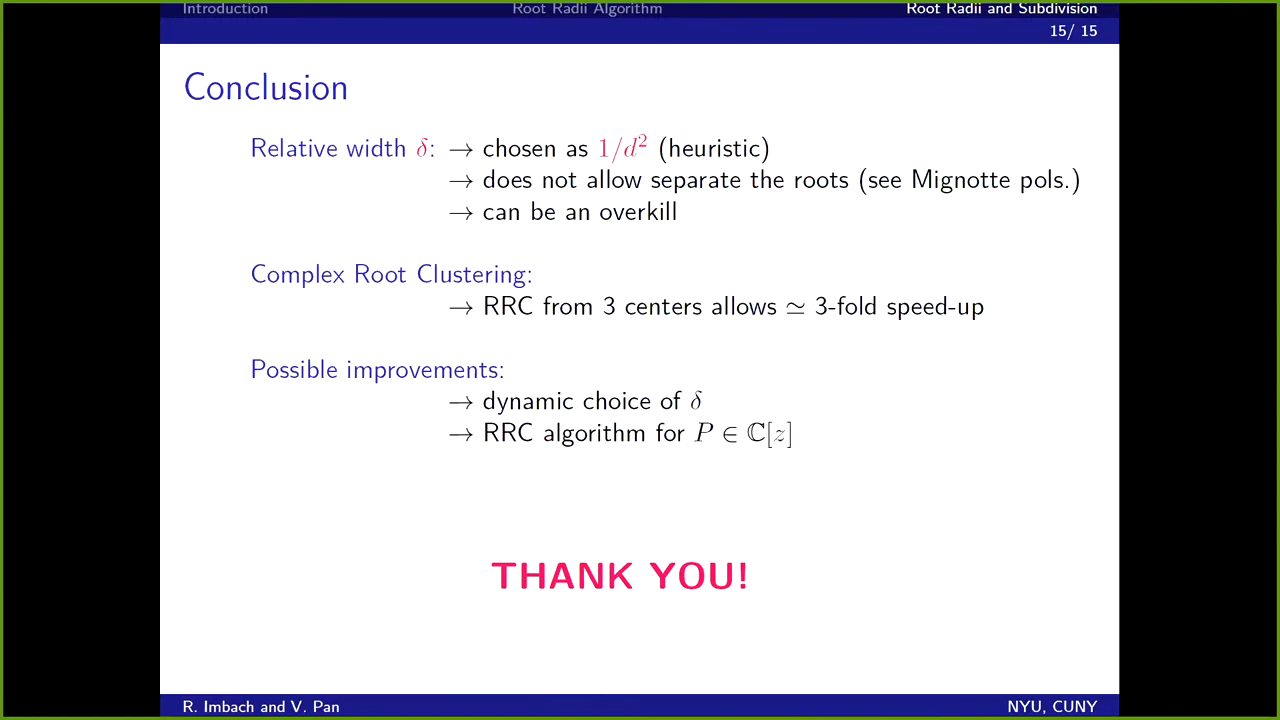 Introduction Root Radii Algorithm Root Radii and Subdivision
15/ 15
Conclusion
Relative width δ: → chosen as 1/d² (heuristic)
→ does not allow separate the roots (see Mignotte pols.)
→ can be an overkill
Complex Root Clustering:
→ RRC from 3 centers allows ≃ 3-fold speed-up
Possible improvements:
→ dynamic choice of δ
→ RRC algorithm for P ∈ ℂ[z]
THANK YOU!
R. Imbach and V. Pan NYU, CUNY